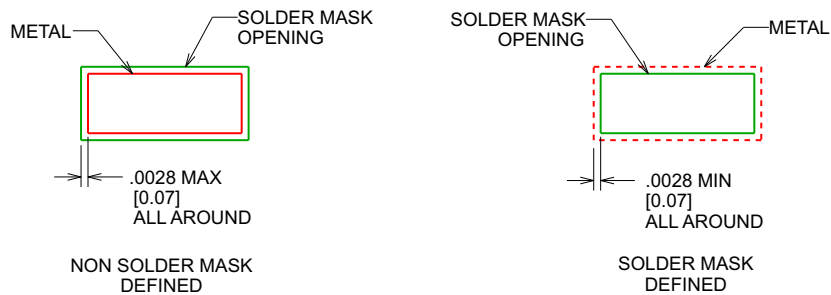 METAL
SOLDER MASK
OPENING
.0028 MAX
[0.07]
ALL AROUND
NON SOLDER MASK
DEFINED
SOLDER MASK
OPENING
METAL
.0028 MIN
[0.07]
ALL AROUND
SOLDER MASK
DEFINED